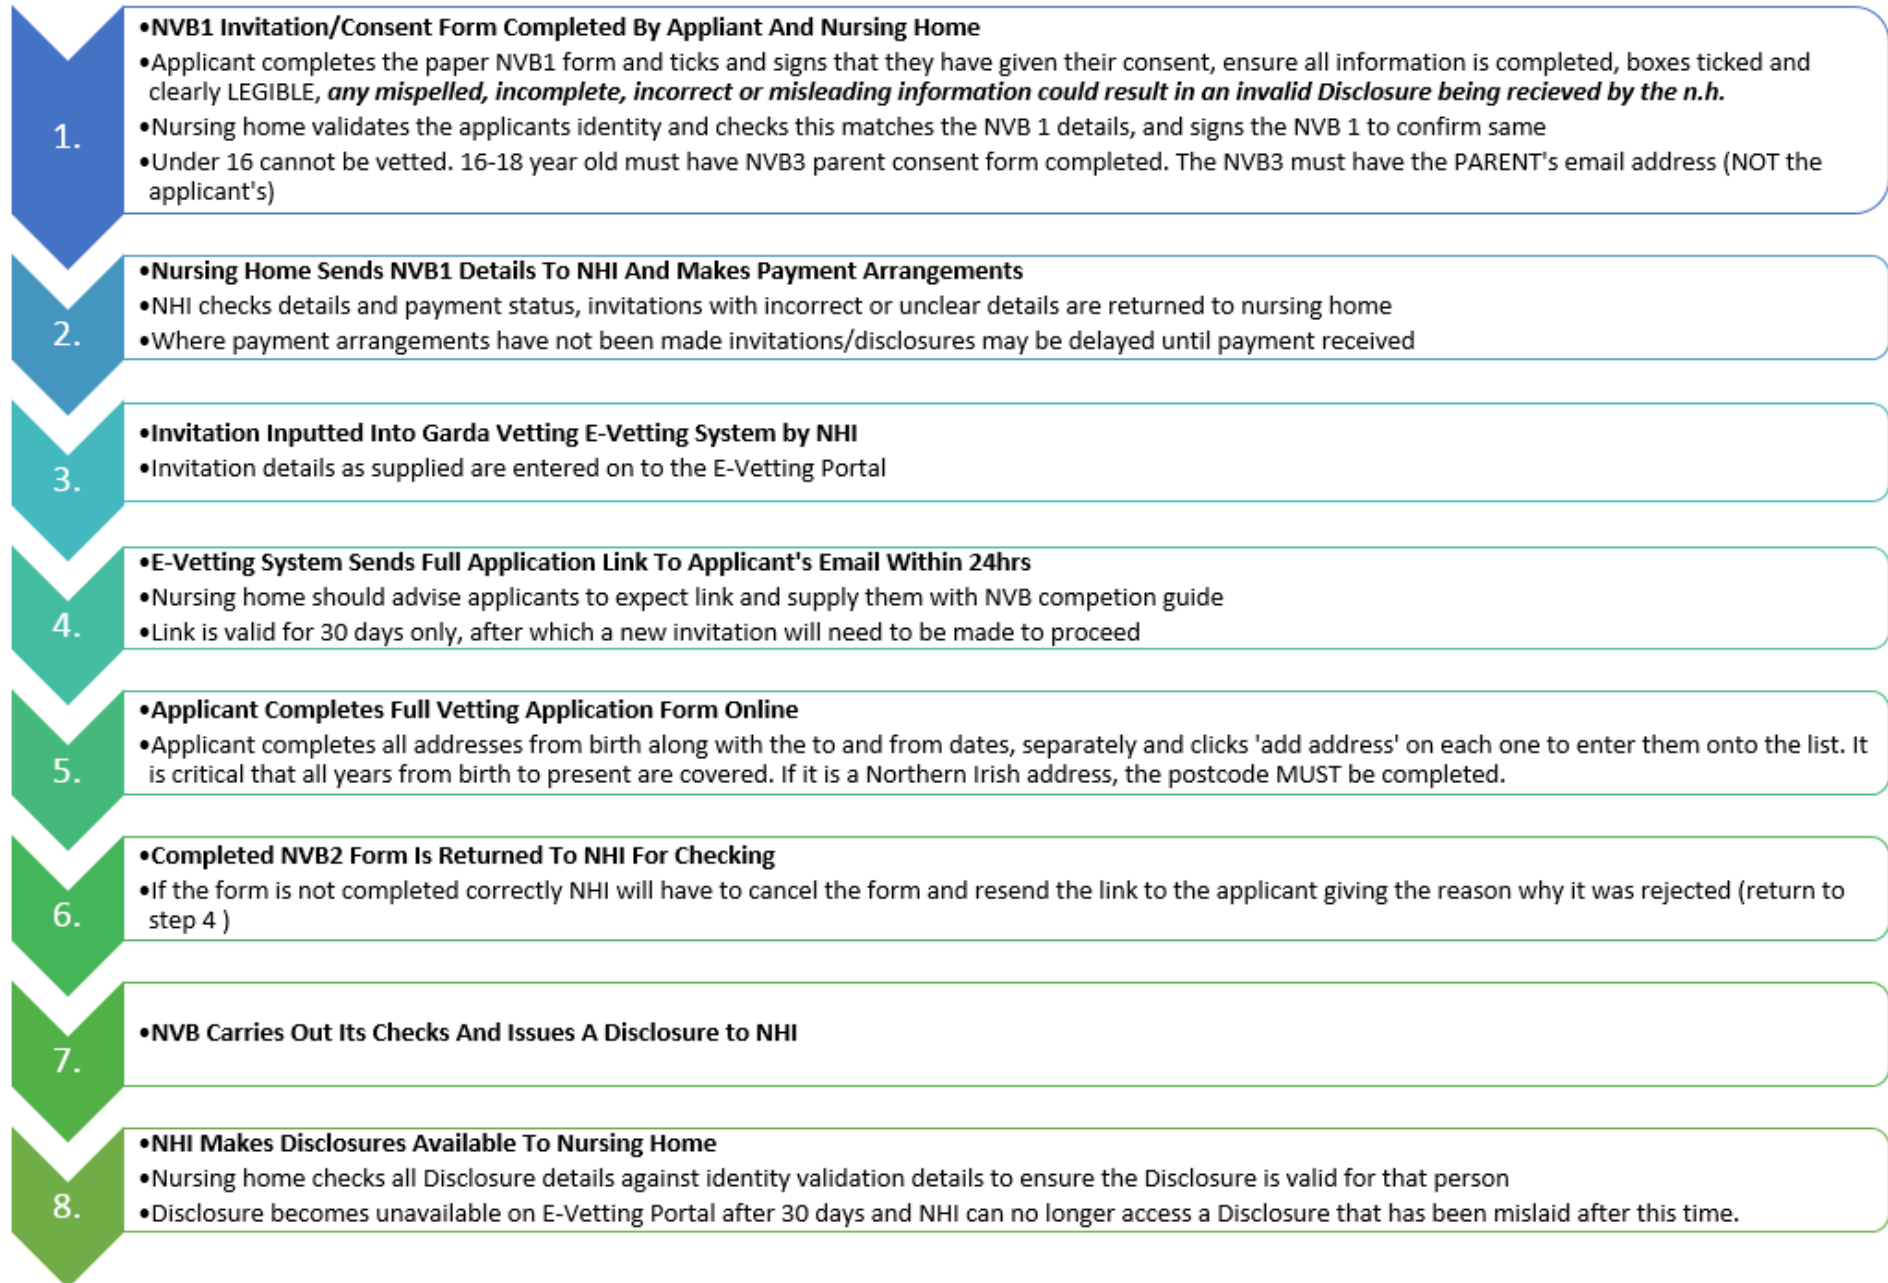 1.
•NVB1 Invitation/Consent Form Completed By Appliant And Nursing Home
•Applicant completes the paper NVB1 form and ticks and signs that they have given their consent, ensure all information is completed, boxes ticked and
clearly LEGIBLE, any mispelled, incomplete, incorrect or misleading information could result in an invalid Disclosure being recieved by the n.h.
•Nursing home validates the applicants identity and checks this matches the NVB 1 details, and signs the NVB 1 to confirm same
•Under 16 cannot be vetted. 16-18 year old must have NVB3 parent consent form completed. The NVB3 must have the PARENT's email address (NOT the
applicant's)
2.
•Nursing Home Sends NVB1 Details To NHI And Makes Payment Arrangements
•NHI checks details and payment status, invitations with incorrect or unclear details are returned to nursing home
•Where payment arrangements have not been made invitations/disclosures may be delayed until payment received
3.
•Invitation Inputted Into Garda Vetting E-Vetting System by NHI
•Invitation details as supplied are entered on to the E-Vetting Portal
4.
•E-Vetting System Sends Full Application Link To Applicant's Email Within 24hrs
•Nursing home should advise applicants to expect link and supply them with NVB competion guide
•Link is valid for 30 days only, after which a new invitation will need to be made to proceed
5.
•Applicant Completes Full Vetting Application Form Online
•Applicant completes all addresses from birth along with the to and from dates, separately and clicks 'add address' on each one to enter them onto the list. It
is critical that all years from birth to present are covered. If it is a Northern Irish address, the postcode MUST be completed.
6.
•Completed NVB2 Form Is Returned To NHI For Checking
•If the form is not completed correctly NHI will have to cancel the form and resend the link to the applicant giving the reason why it was rejected (return to
step 4 )
7.
•NVB Carries Out Its Checks And Issues A Disclosure to NHI
8.
•NHI Makes Disclosures Available To Nursing Home
•Nursing home checks all Disclosure details against identity validation details to ensure the Disclosure is valid for that person
•Disclosure becomes unavailable on E-Vetting Portal after 30 days and NHI can no longer access a Disclosure that has been mislaid after this time.